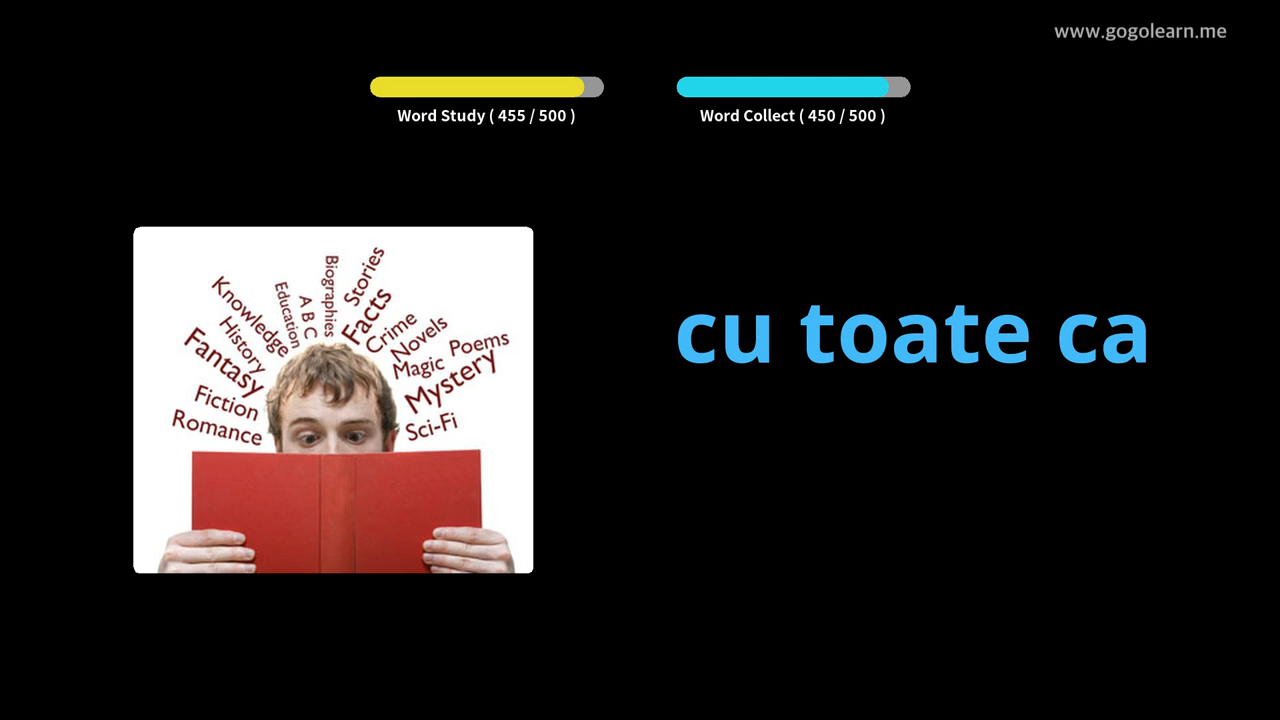 www.gogolearn.me
Word Study ( 455 / 500 )
Word Collect ( 450 / 500 )
Knowledge
Education
A B C
Biographies
Stories
Facts
History
Crime
Novels
Fantasy
Magic
Poems
Mystery
Fiction
Romance
Sci-Fi
cu toate ca